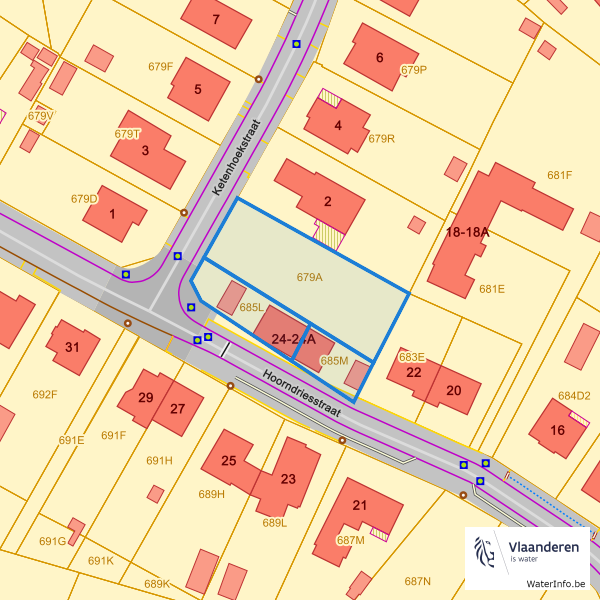 7
6
679F
679P
5
679V
4
679T
679R
3
Ketenhoekstraat
681F
679D
2
1
18-18A
679A
681E
685L
24-24A
31
685M
683E
22
20
692F
Hoorndriesstraat
684D2
29
27
691E
691F
16
691H
25
23
689H
21
689L
687M
691G
691K
689K
687N
Vlaanderen
is water
WaterInfo.be